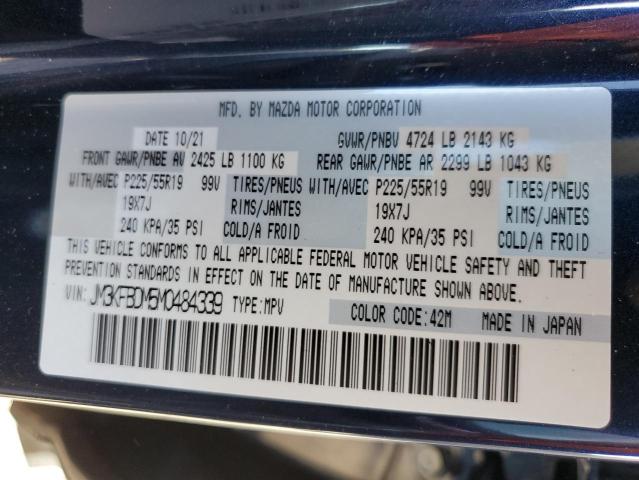 MFD. BY MAZDA MOTOR CORPORATION
DATE 10/21 GVWR/PNBV 4724 LB 2143 KG
FRONT GAWR/PNBE AV 2425 LB 1100 KG REAR GAWR/PNBE AR 2299 LB 1043 KG
WITH/AVEC P225/55R19 99V TIRES/PNEUS WITH/AVEC P225/55R19 99V TIRES/PNEUS
19X7J RIMS/JANTES 19X7J RIMS/JANTES
240 KPA/35 PSI COLD/A FROID 240 KPA/35 PSI COLD/A FROID
THIS VEHICLE CONFORMS TO ALL APPLICABLE FEDERAL MOTOR VEHICLE SAFETY AND THEFT
PREVENTION STANDARDS IN EFFECT ON THE DATE OF MANUFACTURE SHOWN ABOVE.
VIN: JM3KFBDM5M0484339 TYPE:MPV COLOR CODE:42M MADE IN JAPAN